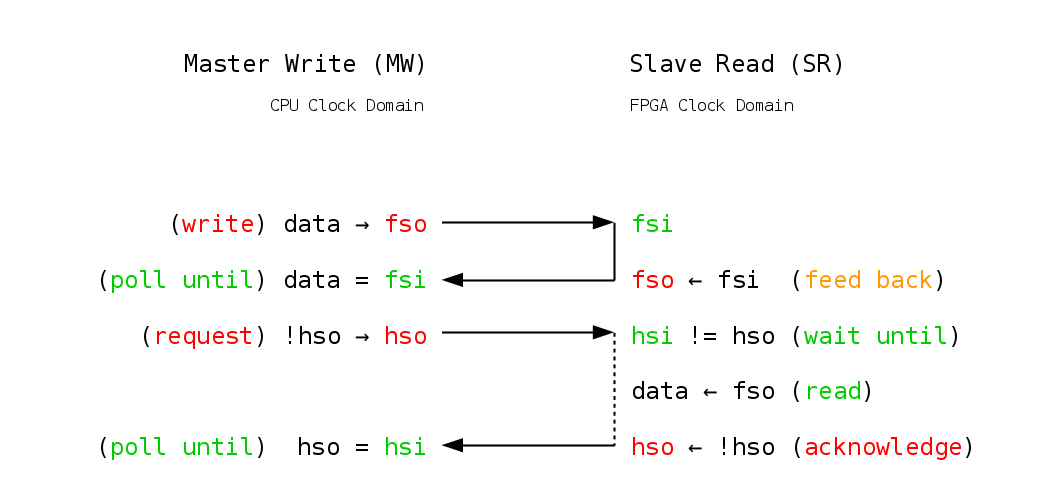 Master Write (MW) Slave Read (SR)
CPU Clock Domain FPGA Clock Domain
(write) data → fso fsi
(poll until) data = fsi fso ← fsi (feed back)
(request) !hso → hso hsi != hso (wait until)
data ← fso (read)
(poll until) hso = hsi hso ← !hso (acknowledge)